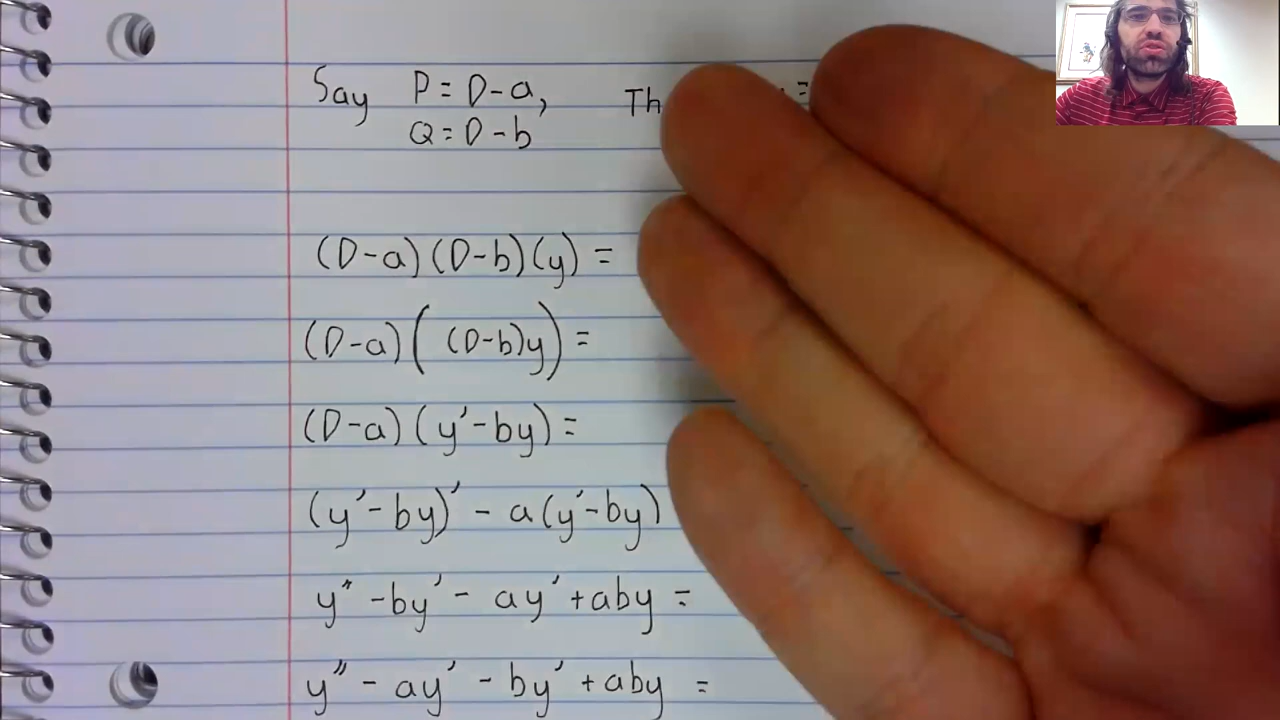 Say P = D - a, Th
Q = D - b
(D-a)(D-b)(y) =
(D-a)((D-b)y) =
(D-a)(y' - by) =
(y' - by)' - a(y' - by)
y" - by' - ay' + aby =
y" - ay' - by' + aby =